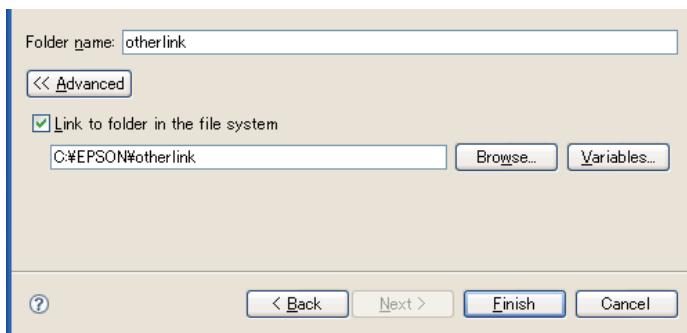 Folder name: otherlink
<< Advanced
Link to folder in the file system
C:¥EPSON¥otherlink Browse... Variables...
? < Back Next > Finish Cancel